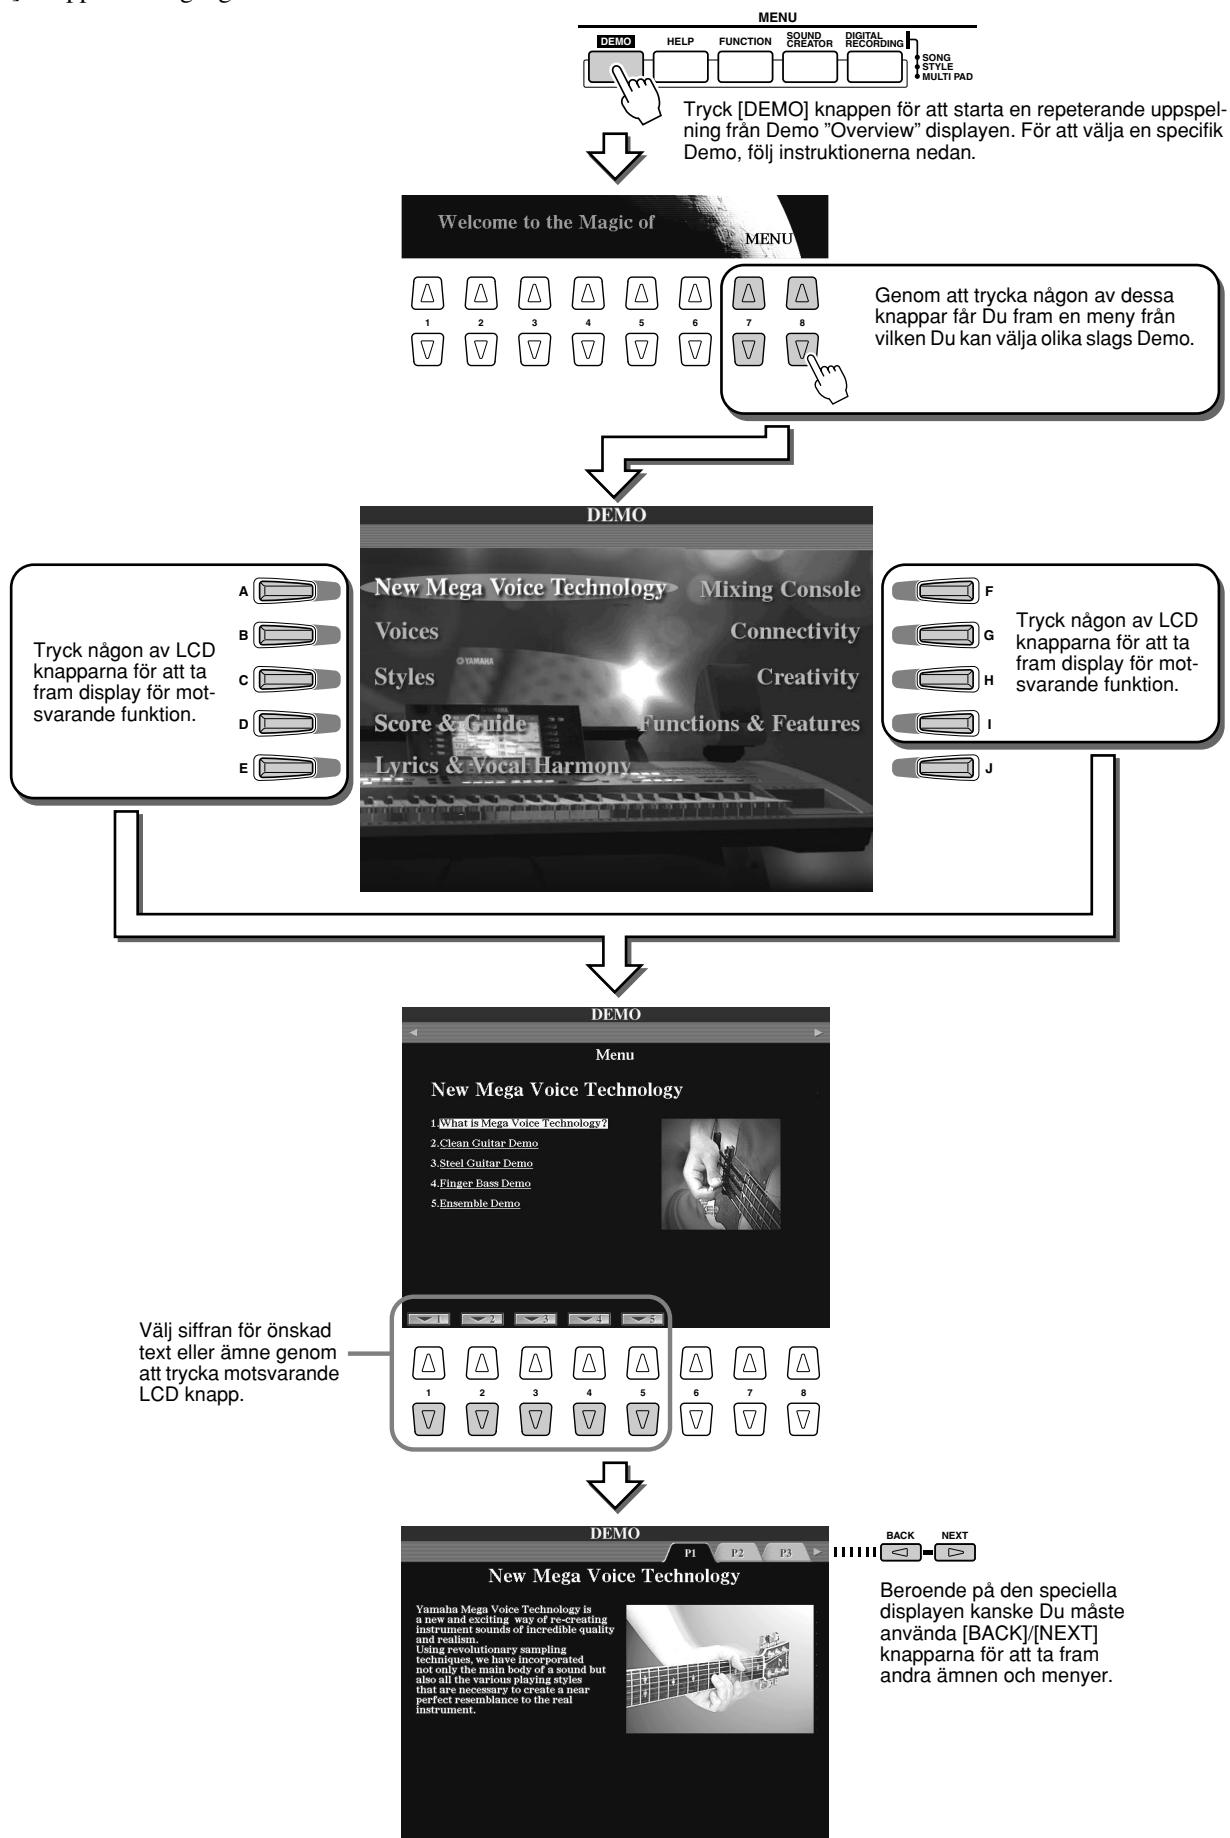 MENU
DEMO HELP FUNCTION SOUND CREATOR DIGITAL RECORDING
SONG
STYLE
MULTI PAD
Tryck [DEMO] knappen för att starta en repeterande uppspel-
ning från Demo ”Overview” displayen. För att välja en specifik
Demo, följ instruktionerna nedan.
Welcome to the Magic of
MENU
1 2 3 4 5 6 7 8
Genom att trycka någon av dessa
knappar får Du fram en meny från
vilken Du kan välja olika slags Demo.
DEMO
New Mega Voice Technology Mixing Console
Voices Connectivity
Styles Creativity
Score & Guide Functions & Features
Lyrics & Vocal Harmony
YAMAHA
A
B
C
D
E
Tryck någon av LCD
knapparna för att ta
fram display för mot-
svarande funktion.
F
G
H
I
J
Tryck någon av LCD
knapparna för att ta
fram display för mot-
svarande funktion.
DEMO
Menu
New Mega Voice Technology
1.What is Mega Voice Technology?
2.Clean Guitar Demo
3.Steel Guitar Demo
4.Finger Bass Demo
5.Ensemble Demo
1 2 3 4 5
Välj siffran för önskad
text eller ämne genom
att trycka motsvarande
LCD knapp.
1 2 3 4 5 6 7 8
DEMO
P1 P2 P3
New Mega Voice Technology
Yamaha Mega Voice Technology is
a new and exciting way of re-creating
instrument sounds of incredible quality
and realism.
Using revolutionary sampling
techniques, we have incorporated
not only the main body of a sound but
also all the various playing styles
that are necessary to create a near
perfect resemblance to the real
instrument.
BACK NEXT
Beroende på den speciella
displayen kanske Du måste
använda [BACK]/[NEXT]
knapparna för att ta fram
andra ämnen och menyer.